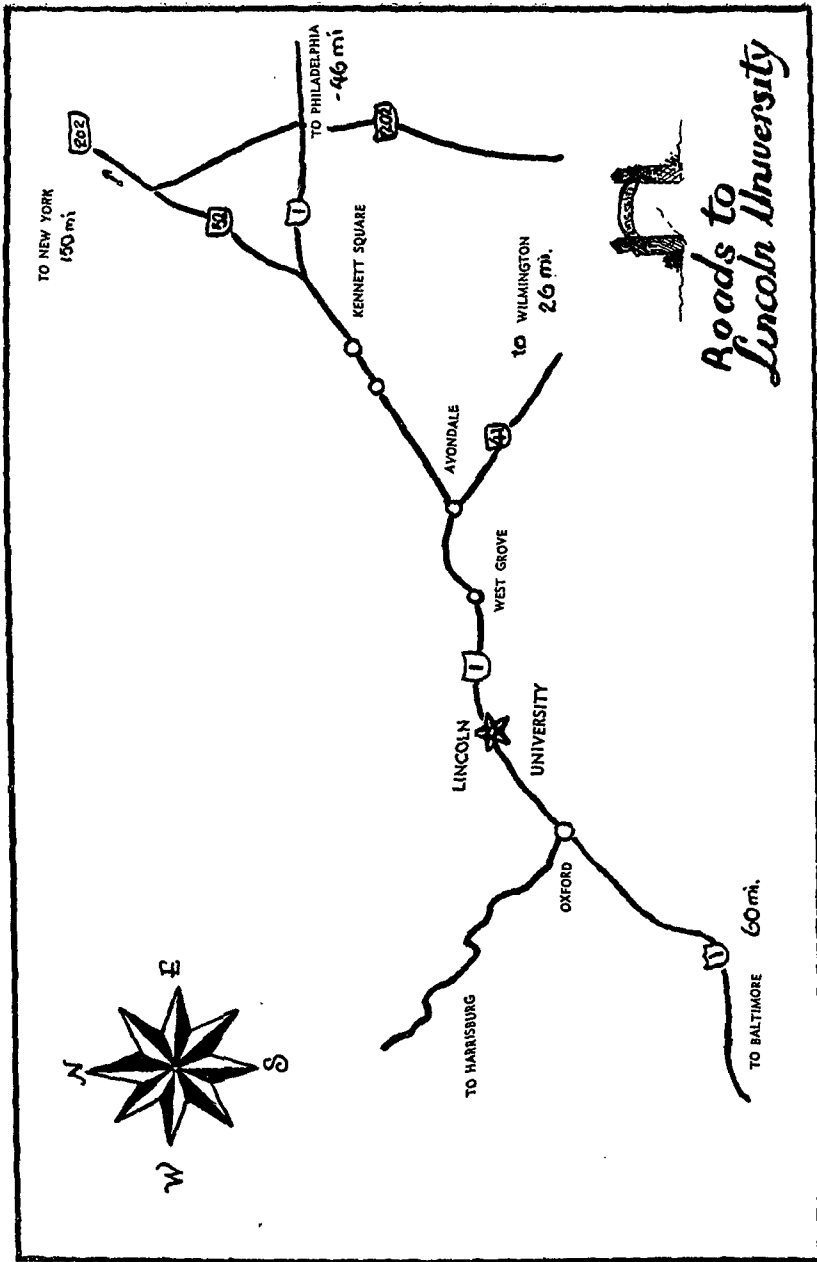 N
W
E
S
TO NEW YORK
150 mi
202
52
1
TO PHILADELPHIA
-46 mi
202
KENNETT SQUARE
to WILMINGTON
26 mi.
AVONDALE
41
WEST GROVE
1
LINCOLN
UNIVERSITY
OXFORD
TO HARRISBURG
1
60 mi.
TO BALTIMORE
Roads to
Lincoln University